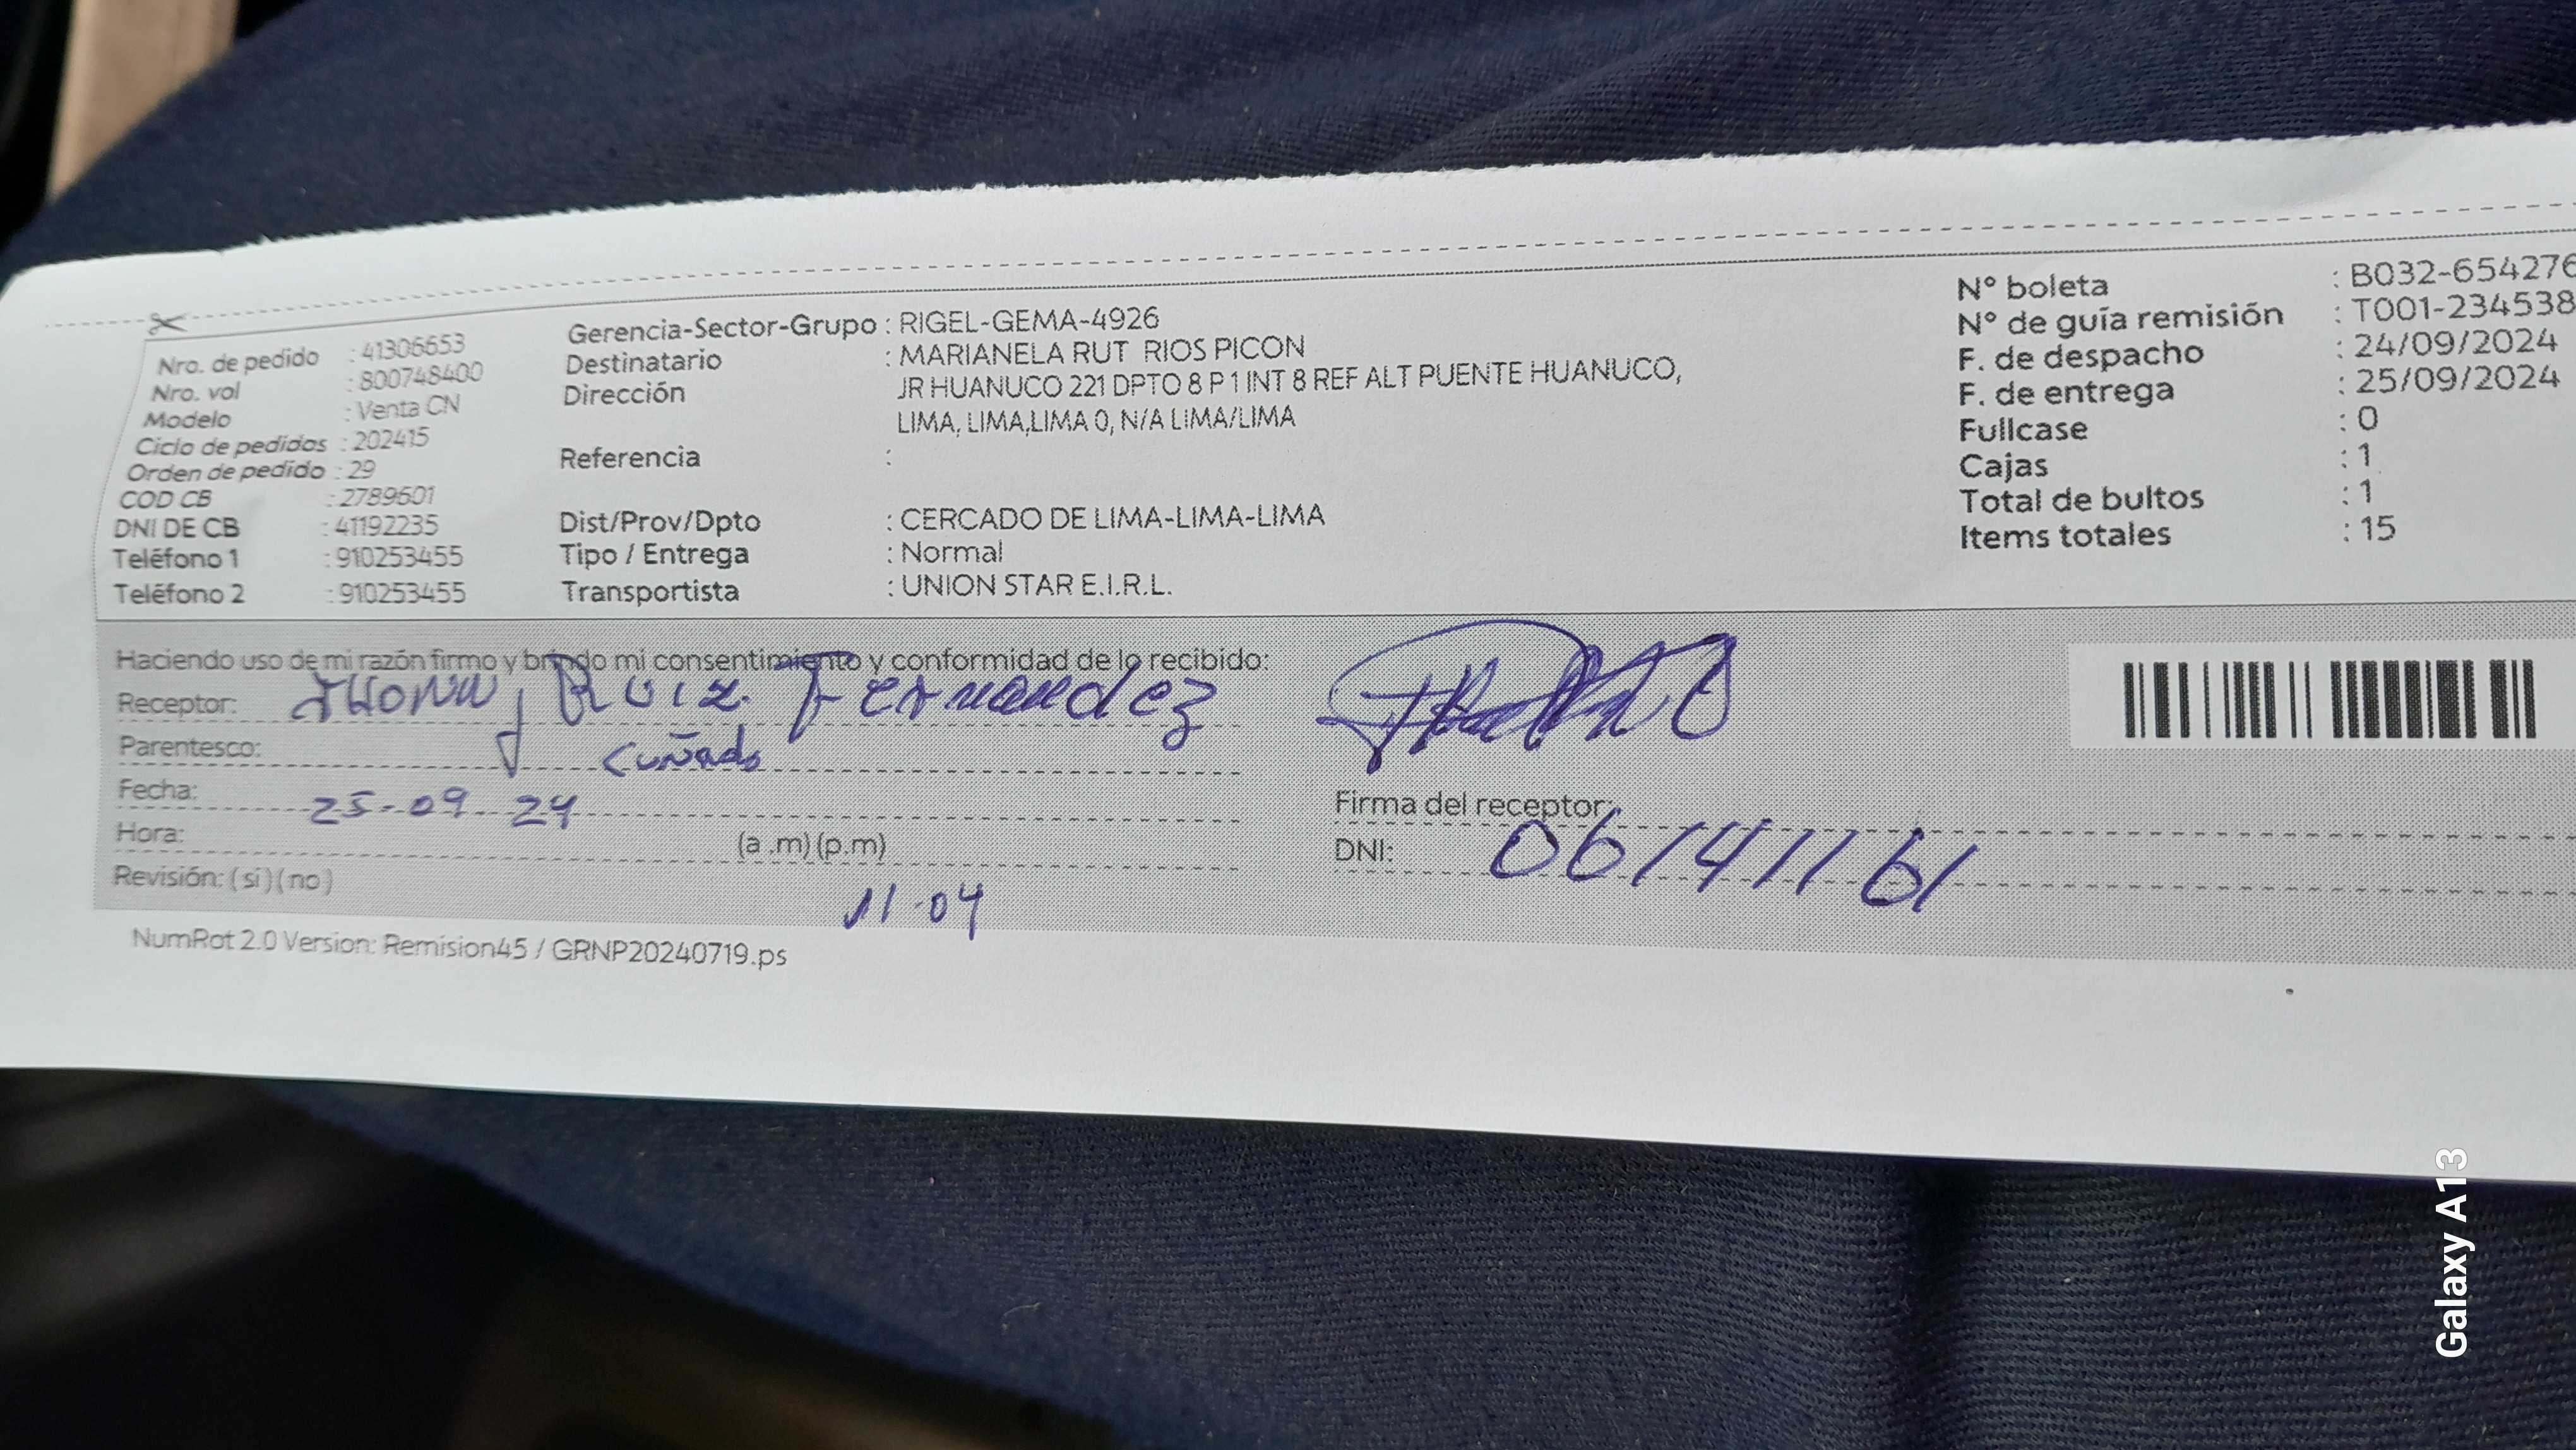 Nro. de pedido : 41306653
Nro. vol : 800748400
Modelo : Venta CN
Ciclo de pedidos : 202415
Orden de pedido : 29
COD CB : 2789601
DNI DE CB : 41192235
Teléfono 1 : 910253455
Teléfono 2 : 910253455
Gerencia-Sector-Grupo : RIGEL-GEMA-4926
Destinatario : MARIANELA RUT RIOS PICON
Dirección JR HUANUCO 221 DPTO 8 P 1 INT 8 REF ALT PUENTE HUANUCO,
LIMA, LIMA,LIMA 0, N/A LIMA/LIMA
Referencia :
Dist/Prov/Dpto : CERCADO DE LIMA-LIMA-LIMA
Tipo / Entrega : Normal
Transportista : UNION STAR E.I.R.L.
N° boleta : B032-654276
N° de guía remisión : T001-234538
F. de despacho : 24/09/2024
F. de entrega : 25/09/2024
Fullcase : 0
Cajas : 1
Total de bultos : 1
Items totales : 15
Haciendo uso de mi razón firmo y brindo mi consentimiento y conformidad de lo recibido:
Receptor: Jhonny Ruiz Fernandez
Parentesco: cuñado
Fecha: 25-09-24
Hora: (a .m) (p.m)
Revisión: ( si ) ( no )
11:04
Firma del receptor:
DNI: 06141161
NumRot 2.0 Version: Remision45 / GRNP20240719.ps
Galaxy A13